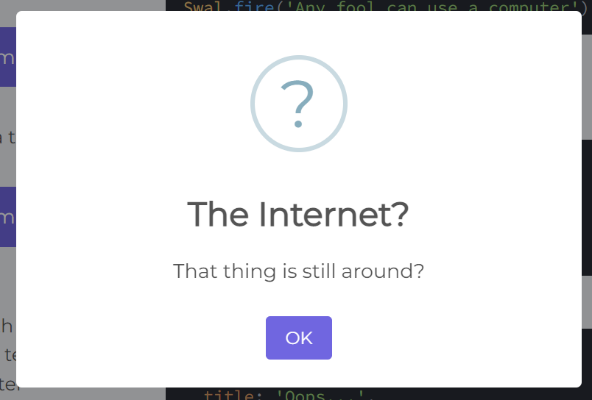 Swal.fire('Any fool can use a computer')
?
The Internet?
That thing is still around?
OK
title: 'Oops...',